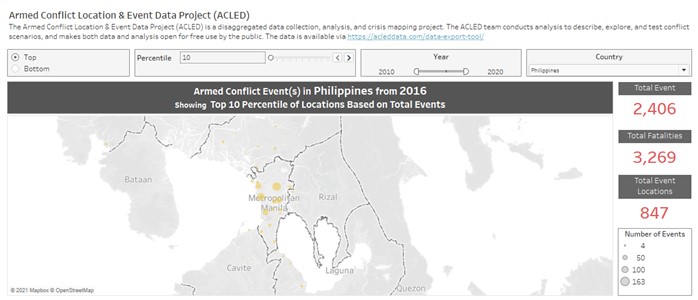 Armed Conflict Location & Event Data Project (ACLED)
The Armed Conflict Location & Event Data Project (ACLED) is a disaggregated data collection, analysis, and crisis mapping project. The ACLED team conducts analysis to describe, explore, and test conflict
scenarios, and makes both data and analysis open for free use by the public. The data is available via https://acleddata.com/data-export-tool/
Top
Bottom
Percentile
10
Year
2010
2020
Country
Philippines
Armed Conflict Event(s) in Philippines from 2016
Showing Top 10 Percentile of Locations Based on Total Events
Total Event
2,406
Total Fatalities
3,269
Total Event
Locations
847
Number of Events
4
50
100
163
Bataan
Metropolitan
Manila
Rizal
Cavite
Laguna
Quezon
© 2021 Mapbox © OpenStreetMap